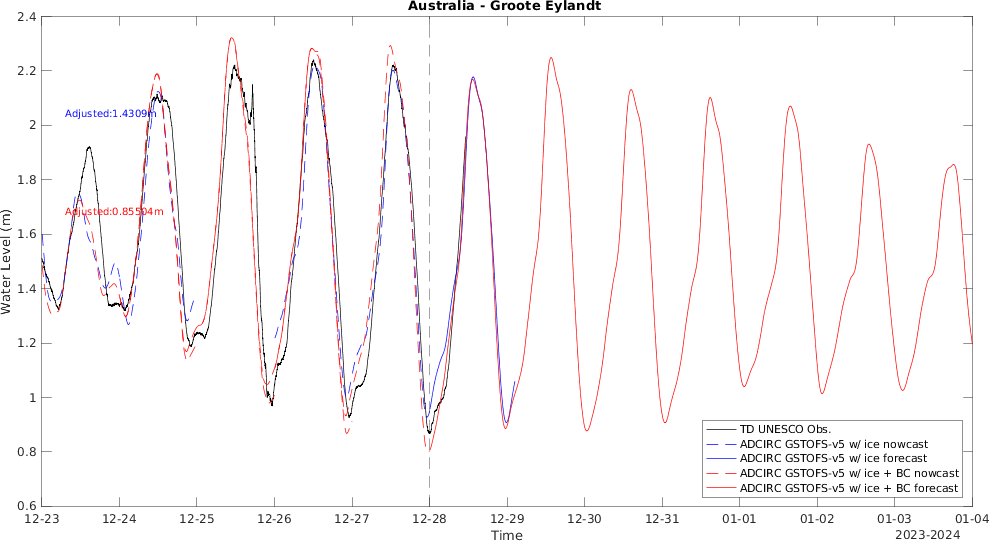 Australia - Groote Eylandt
2.4
2.2
2
1.8
1.6
1.4
1.2
1
0.8
0.6
Water Level (m)
Adjusted:1.4309m
Adjusted:0.85504m
TD UNESCO Obs.
ADCIRC GSTOFS-v5 w/ ice nowcast
ADCIRC GSTOFS-v5 w/ ice forecast
ADCIRC GSTOFS-v5 w/ ice + BC nowcast
ADCIRC GSTOFS-v5 w/ ice + BC forecast
12-23 12-24 12-25 12-26 12-27 12-28 12-29 12-30 12-31 01-01 01-02 01-03 01-04
Time
2023-2024